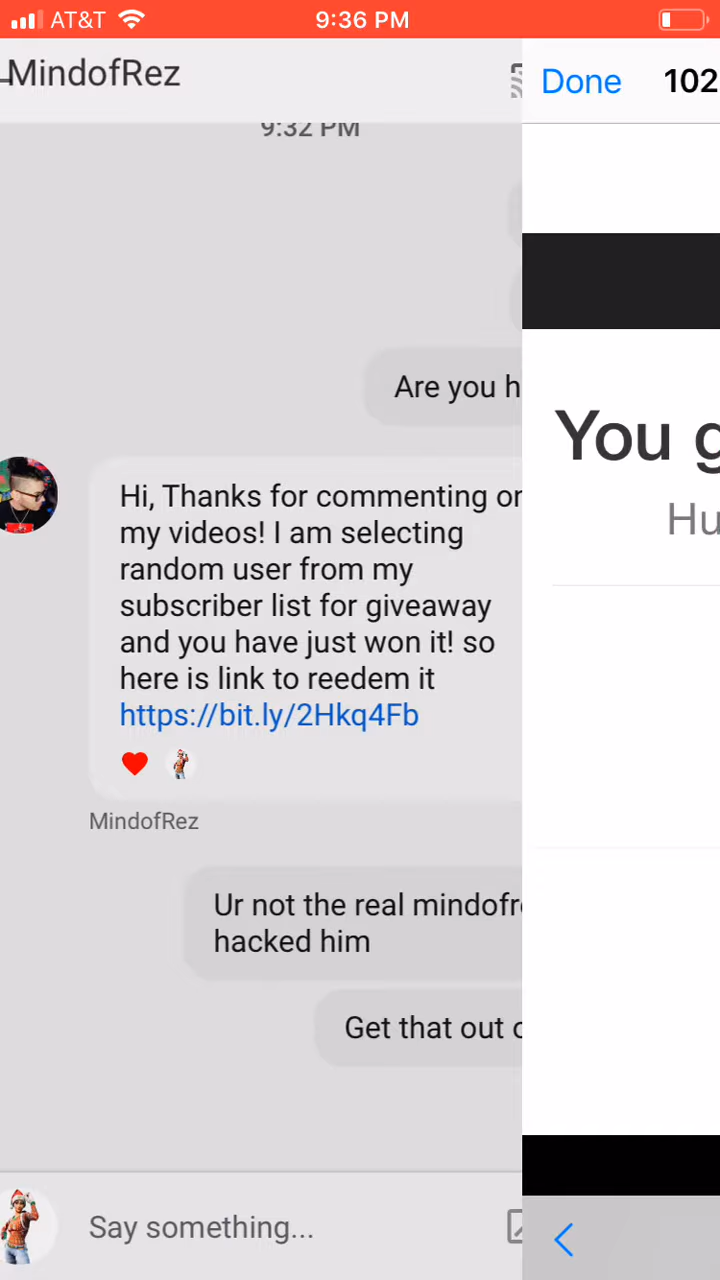 AT&T 9:36 PM
MindofRez
Done 102
9:32 PM
Are you h
You g
Hu
Hi, Thanks for commenting on
my videos! I am selecting
random user from my
subscriber list for giveaway
and you have just won it! so
here is link to reedem it
https://bit.ly/2Hkq4Fb
MindofRez
Ur not the real mindofre
hacked him
Get that out o
Say something...